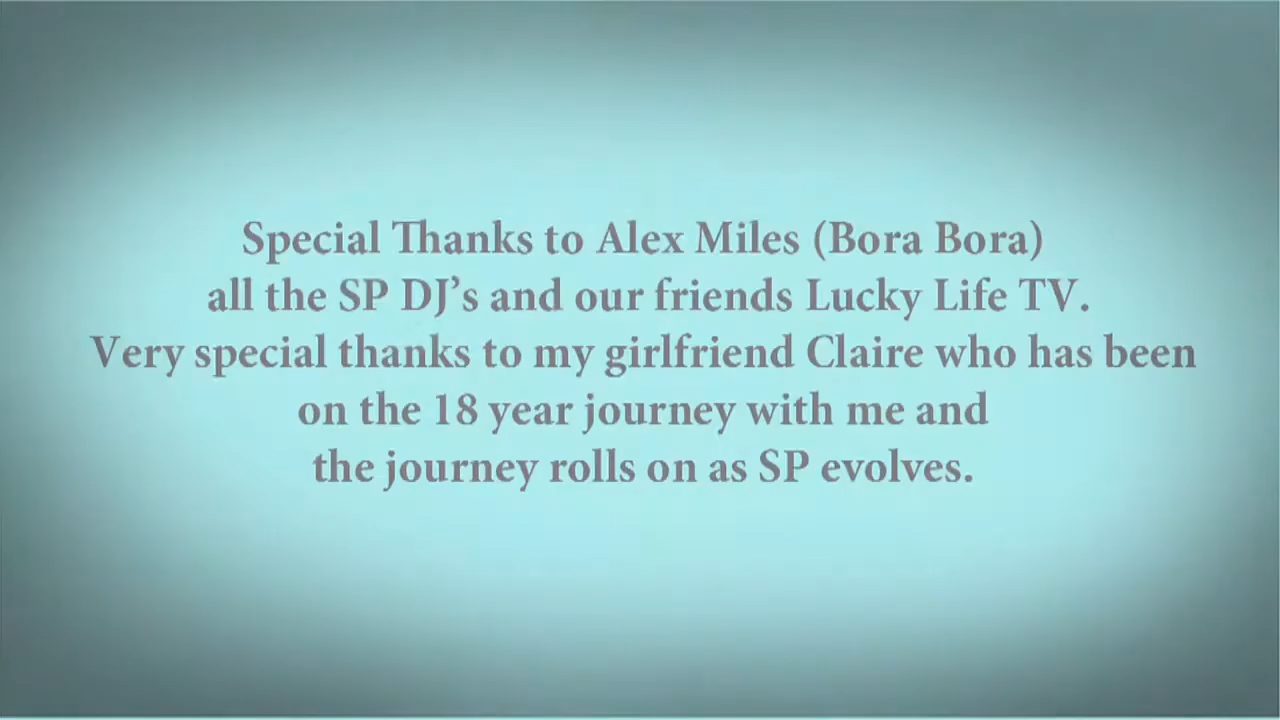 Special Thanks to Alex Miles (Bora Bora)
all the SP DJ’s and our friends Lucky Life TV.
Very special thanks to my girlfriend Claire who has been
on the 18 year journey with me and
the journey rolls on as SP evolves.